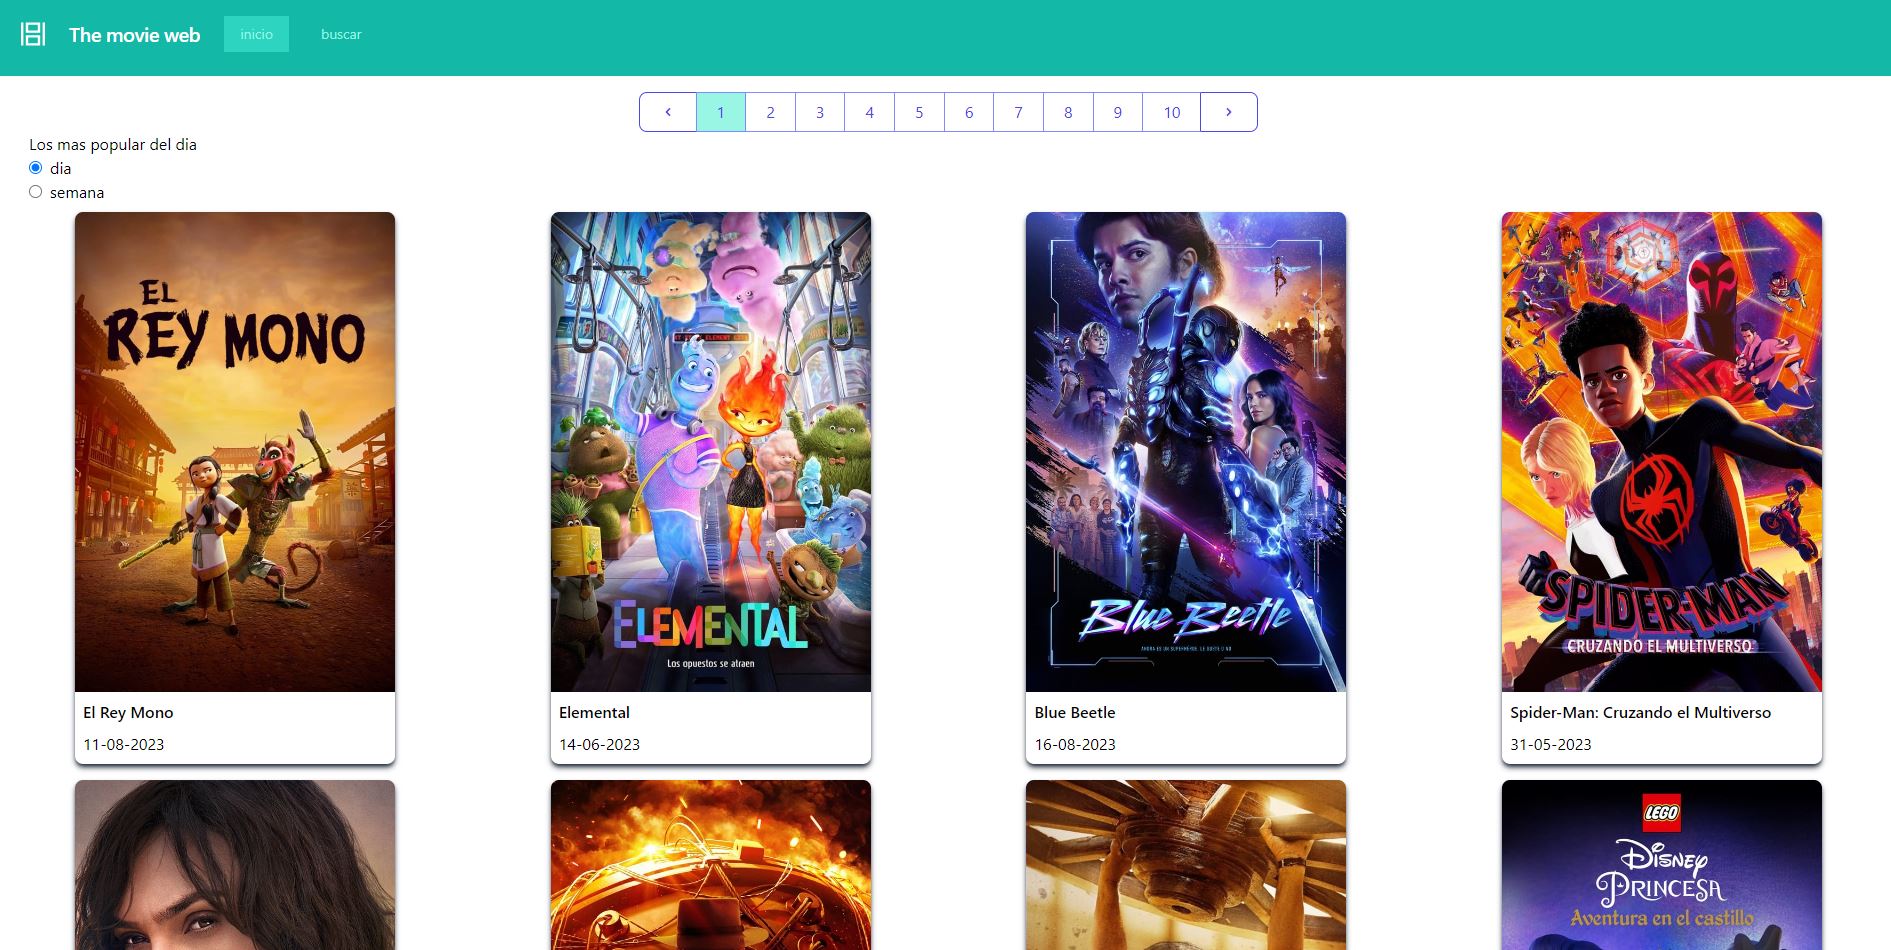 The movie web
inicio
buscar
1 2 3 4 5 6 7 8 9 10
Los mas popular del dia
dia
semana
EL
REY MONO
ELEMENTAL
Los opuestos se atraen
BLUE BEETLE
SPIDER-MAN
CRUZANDO EL MULTIVERSO
El Rey Mono
11-08-2023
Elemental
14-06-2023
Blue Beetle
16-08-2023
Spider-Man: Cruzando el Multiverso
31-05-2023
LEGO
DISNEY
PRINCESA
Aventura en el castillo